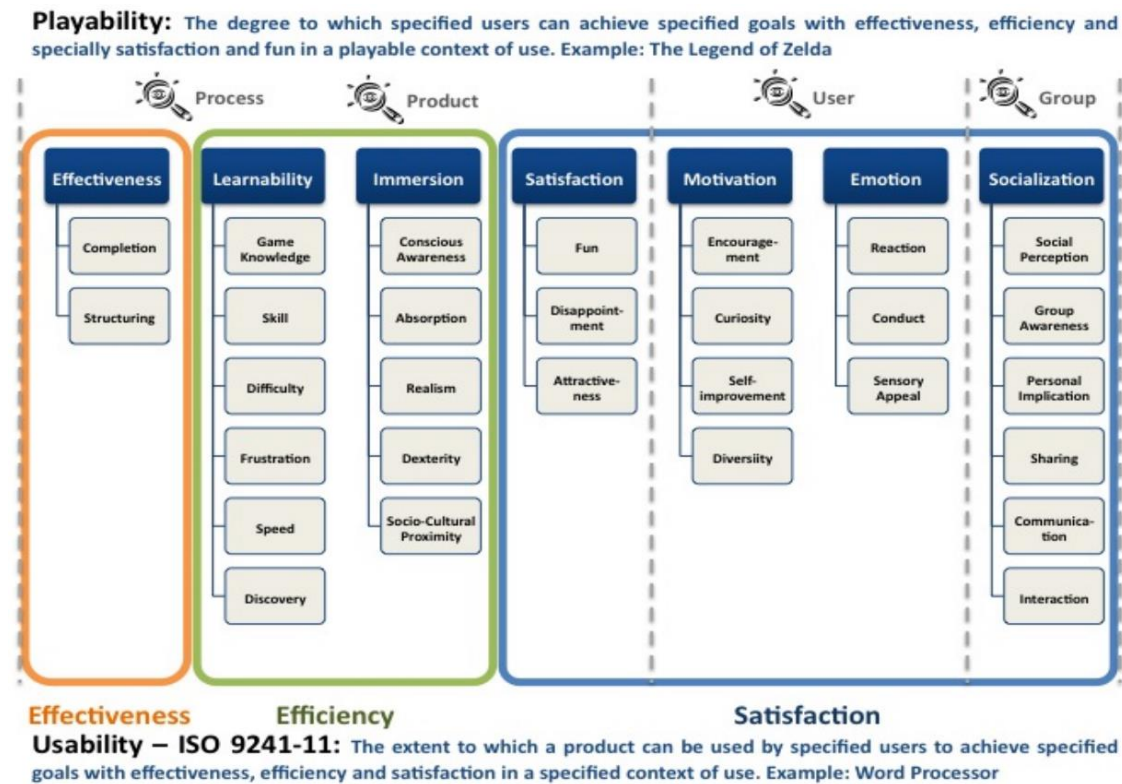 Playability: The degree to which specified users can achieve specified goals with effectiveness, efficiency and
specially satisfaction and fun in a playable context of use. Example: The Legend of Zelda
Process
Product
User
Group
Effectiveness
Completion
Structuring
Learnability
Game
Knowledge
Skill
Difficulty
Frustration
Speed
Discovery
Immersion
Conscious
Awareness
Absorption
Realism
Dexterity
Socio-Cultural
Proximity
Satisfaction
Fun
Disappoint-
ment
Attractive-
ness
Motivation
Encourage-
ment
Curiosity
Self-
improvement
Diversiity
Emotion
Reaction
Conduct
Sensory
Appeal
Socialization
Social
Perception
Group
Awareness
Personal
Implication
Sharing
Communica-
tion
Interaction
Effectiveness
Efficiency
Satisfaction
Usability – ISO 9241-11: The extent to which a product can be used by specified users to achieve specified
goals with effectiveness, efficiency and satisfaction in a specified context of use. Example: Word Processor